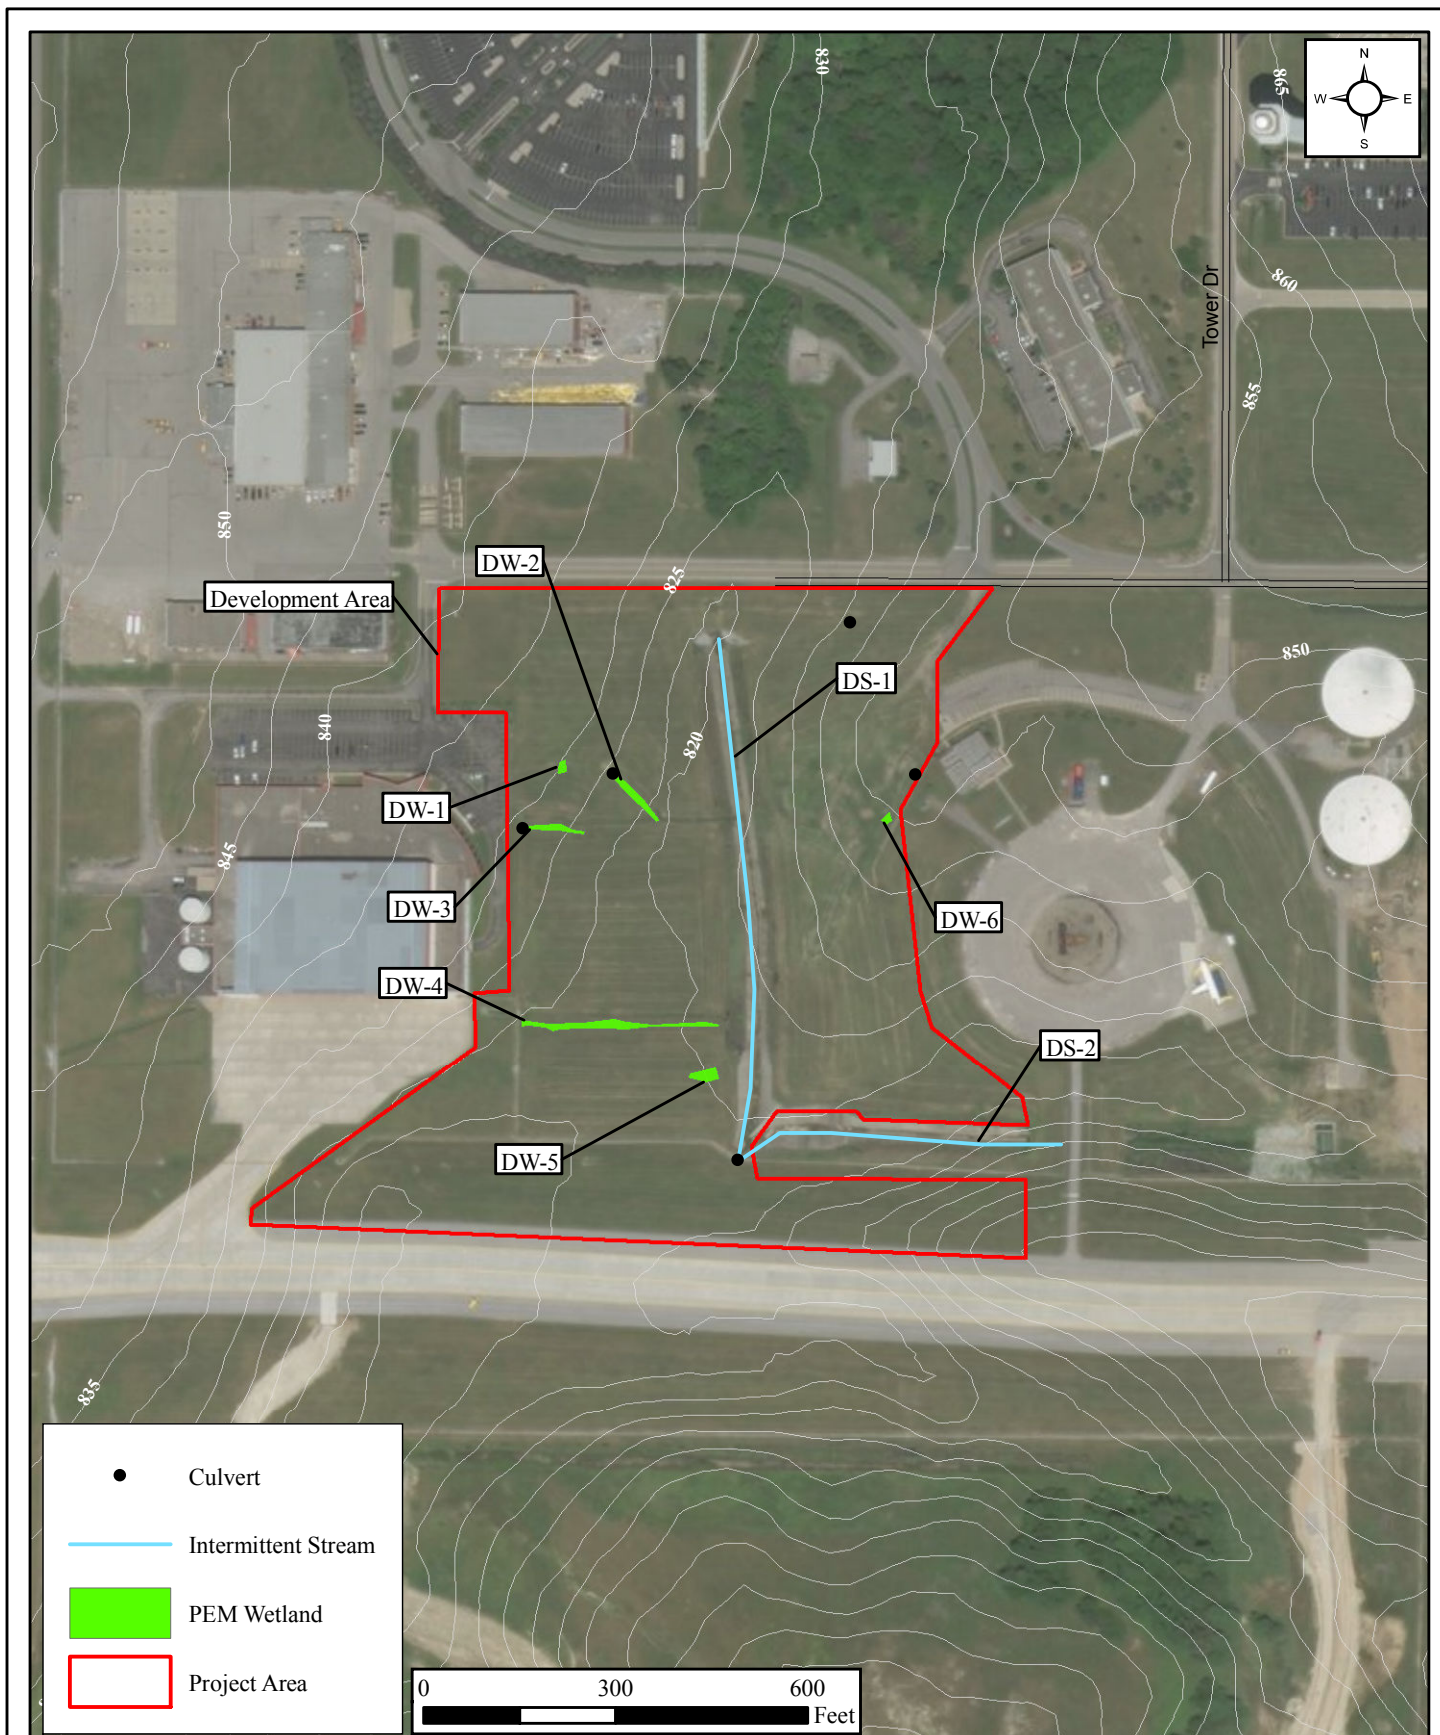 N
W E
S
830
865
Tower Dr
860
855
850
DW-2
825
Development Area
850
DS-1
840
820
DW-1
845
DW-3
DW-6
DW-4
DS-2
DW-5
835
Culvert
Intermittent Stream
PEM Wetland
Project Area
0 300 600
Feet